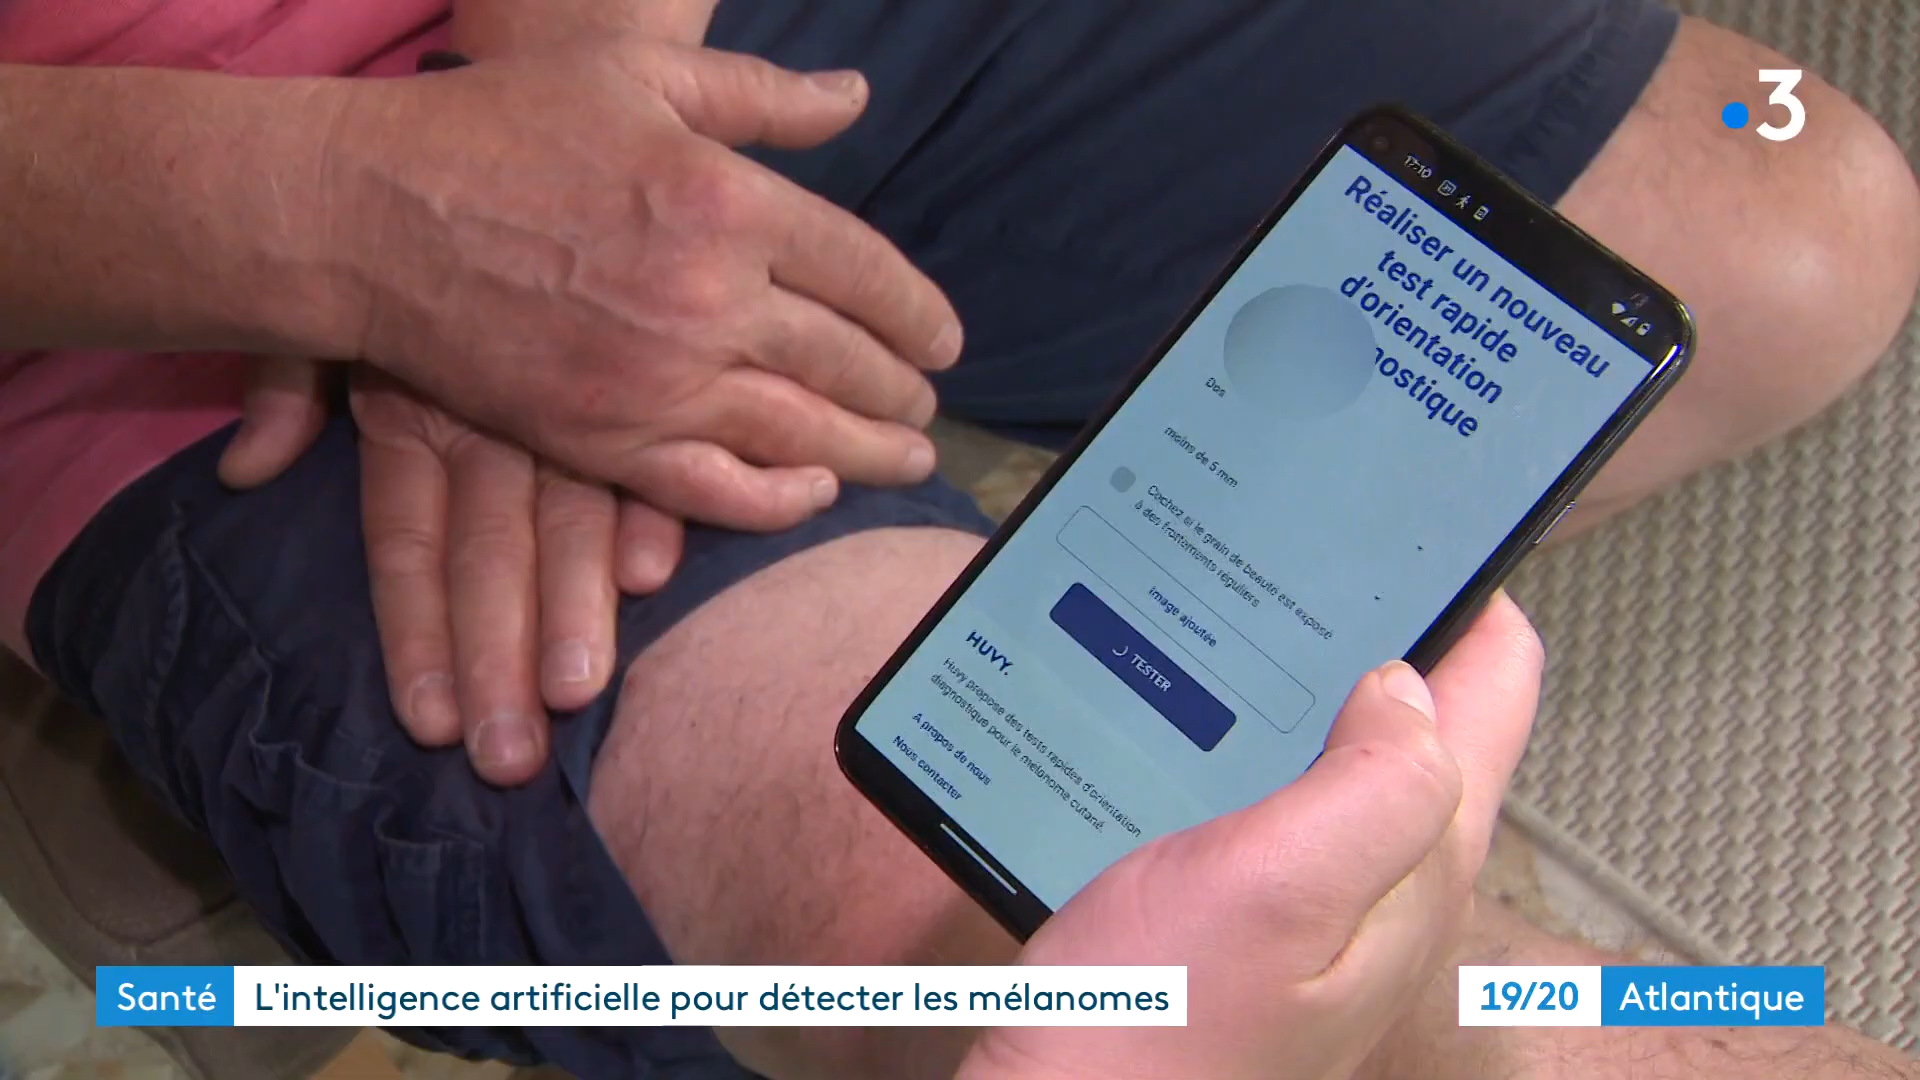 3
17:10
Réaliser un nouveau
test rapide
d'orientation
nostique
Des
moins de 5 mm
Cochez si le grain de beauté est exposé
à des frottements réguliers
image ajoutée
TESTER
HUVY.
Huvy propose des tests rapides d'orientation
diagnostique pour le mélanome cutané.
A propos de nous
Nous contacter
Santé L'intelligence artificielle pour détecter les mélanomes
19/20 Atlantique